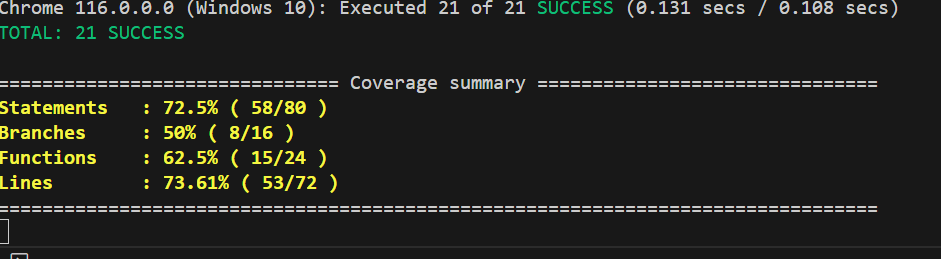 Chrome 116.0.0.0 (Windows 10): Executed 21 of 21 SUCCESS (0.131 secs / 0.108 secs)
TOTAL: 21 SUCCESS
=============================== Coverage summary ===============================
Statements   : 72.5% ( 58/80 )
Branches     : 50% ( 8/16 )
Functions    : 62.5% ( 15/24 )
Lines        : 73.61% ( 53/72 )
================================================================================